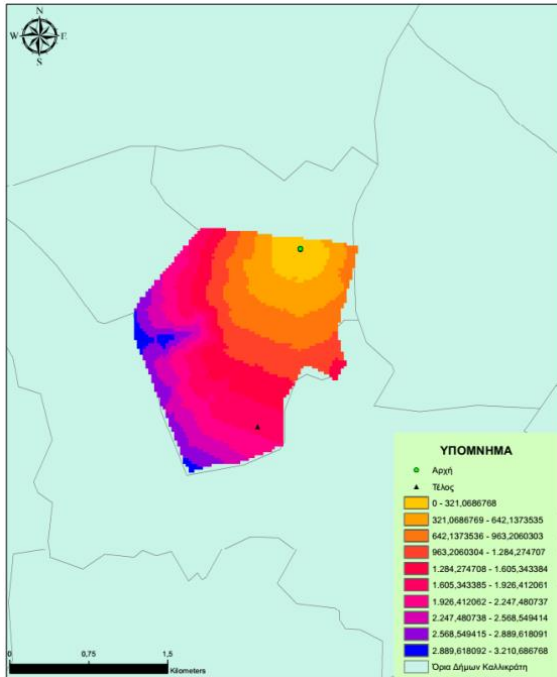 N
W E
S
ΥΠΟΜΝΗΜΑ
Αρχή
Τέλος
0 - 321,0686768
321,0686769 - 642,1373535
642,1373536 - 963,2060303
963,2060304 - 1.284,274707
1.284,274708 - 1.605,343384
1.605,343385 - 1.926,412061
1.926,412062 - 2.247,480737
2.247,480738 - 2.568,549414
2.568,549415 - 2.889,618091
2.889,618092 - 3.210,686768
Όρια Δήμων Καλλικράτη
0 0,75 1,5
Kilometers